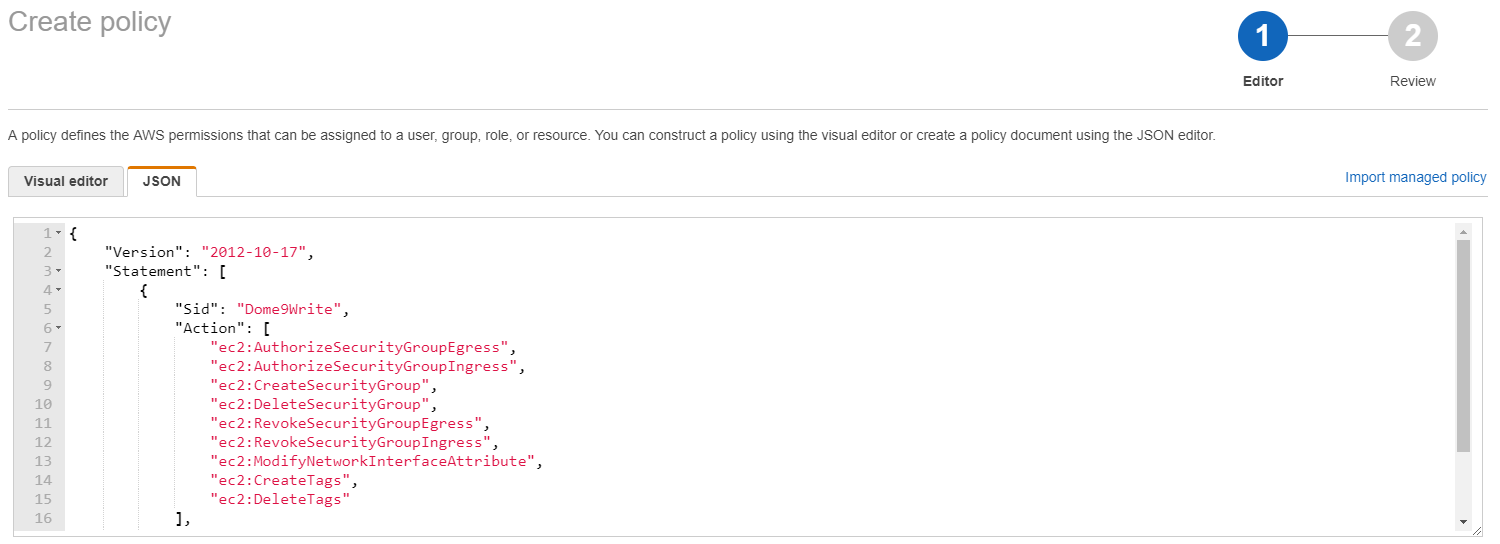 Create policy
1
2
Editor
Review
A policy defines the AWS permissions that can be assigned to a user, group, role, or resource. You can construct a policy using the visual editor or create a policy document using the JSON editor.
Visual editor
JSON
Import managed policy
1 {
2 "Version": "2012-10-17",
3 "Statement": [
4 {
5 "Sid": "Dome9Write",
6 "Action": [
7 "ec2:AuthorizeSecurityGroupEgress",
8 "ec2:AuthorizeSecurityGroupIngress",
9 "ec2:CreateSecurityGroup",
10 "ec2:DeleteSecurityGroup",
11 "ec2:RevokeSecurityGroupEgress",
12 "ec2:RevokeSecurityGroupIngress",
13 "ec2:ModifyNetworkInterfaceAttribute",
14 "ec2:CreateTags",
15 "ec2:DeleteTags"
16 ],